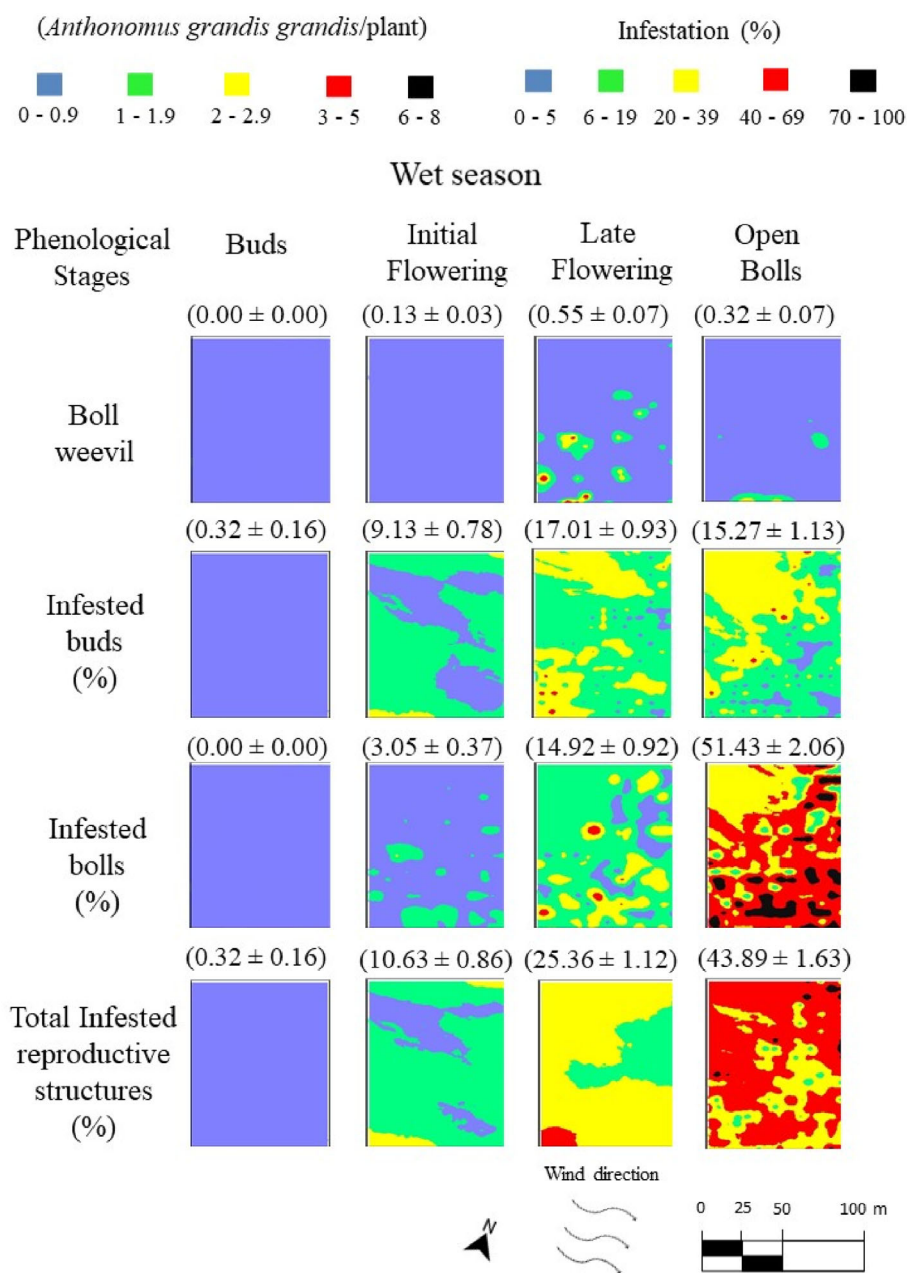 (Anthonomus grandis grandis/plant)
Infestation (%)
0 - 0.9
1 - 1.9
2 - 2.9
3 - 5
6 - 8
0 - 5
6 - 19
20 - 39
40 - 69
70 - 100
Wet season
Phenological
Stages
Buds
Initial
Flowering
Late
Flowering
Open
Bolls
(0.00 ± 0.00)
(0.13 ± 0.03)
(0.55 ± 0.07)
(0.32 ± 0.07)
Boll
weevil
(0.32 ± 0.16)
(9.13 ± 0.78)
(17.01 ± 0.93)
(15.27 ± 1.13)
Infested
buds
(%)
(0.00 ± 0.00)
(3.05 ± 0.37)
(14.92 ± 0.92)
(51.43 ± 2.06)
Infested
bolls
(%)
(0.32 ± 0.16)
(10.63 ± 0.86)
(25.36 ± 1.12)
(43.89 ± 1.63)
Total Infested
reproductive
structures
(%)
Wind direction
N
0
25
50
100 m